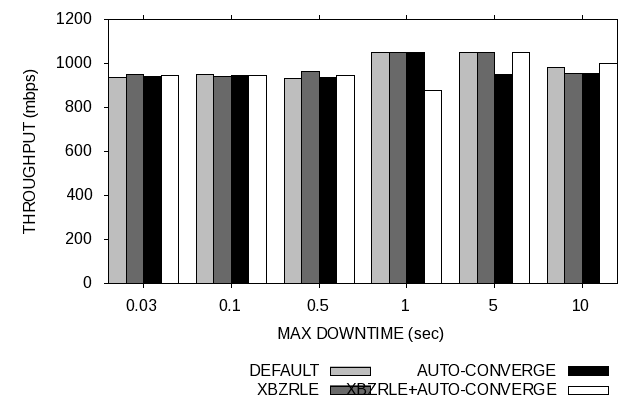 1200
1000
800
600
400
200
0
THROUGHPUT (mbps)
0.03 0.1 0.5 1 5 10
MAX DOWNTIME (sec)
DEFAULT AUTO-CONVERGE
XBZRLE XBZRLE+AUTO-CONVERGE